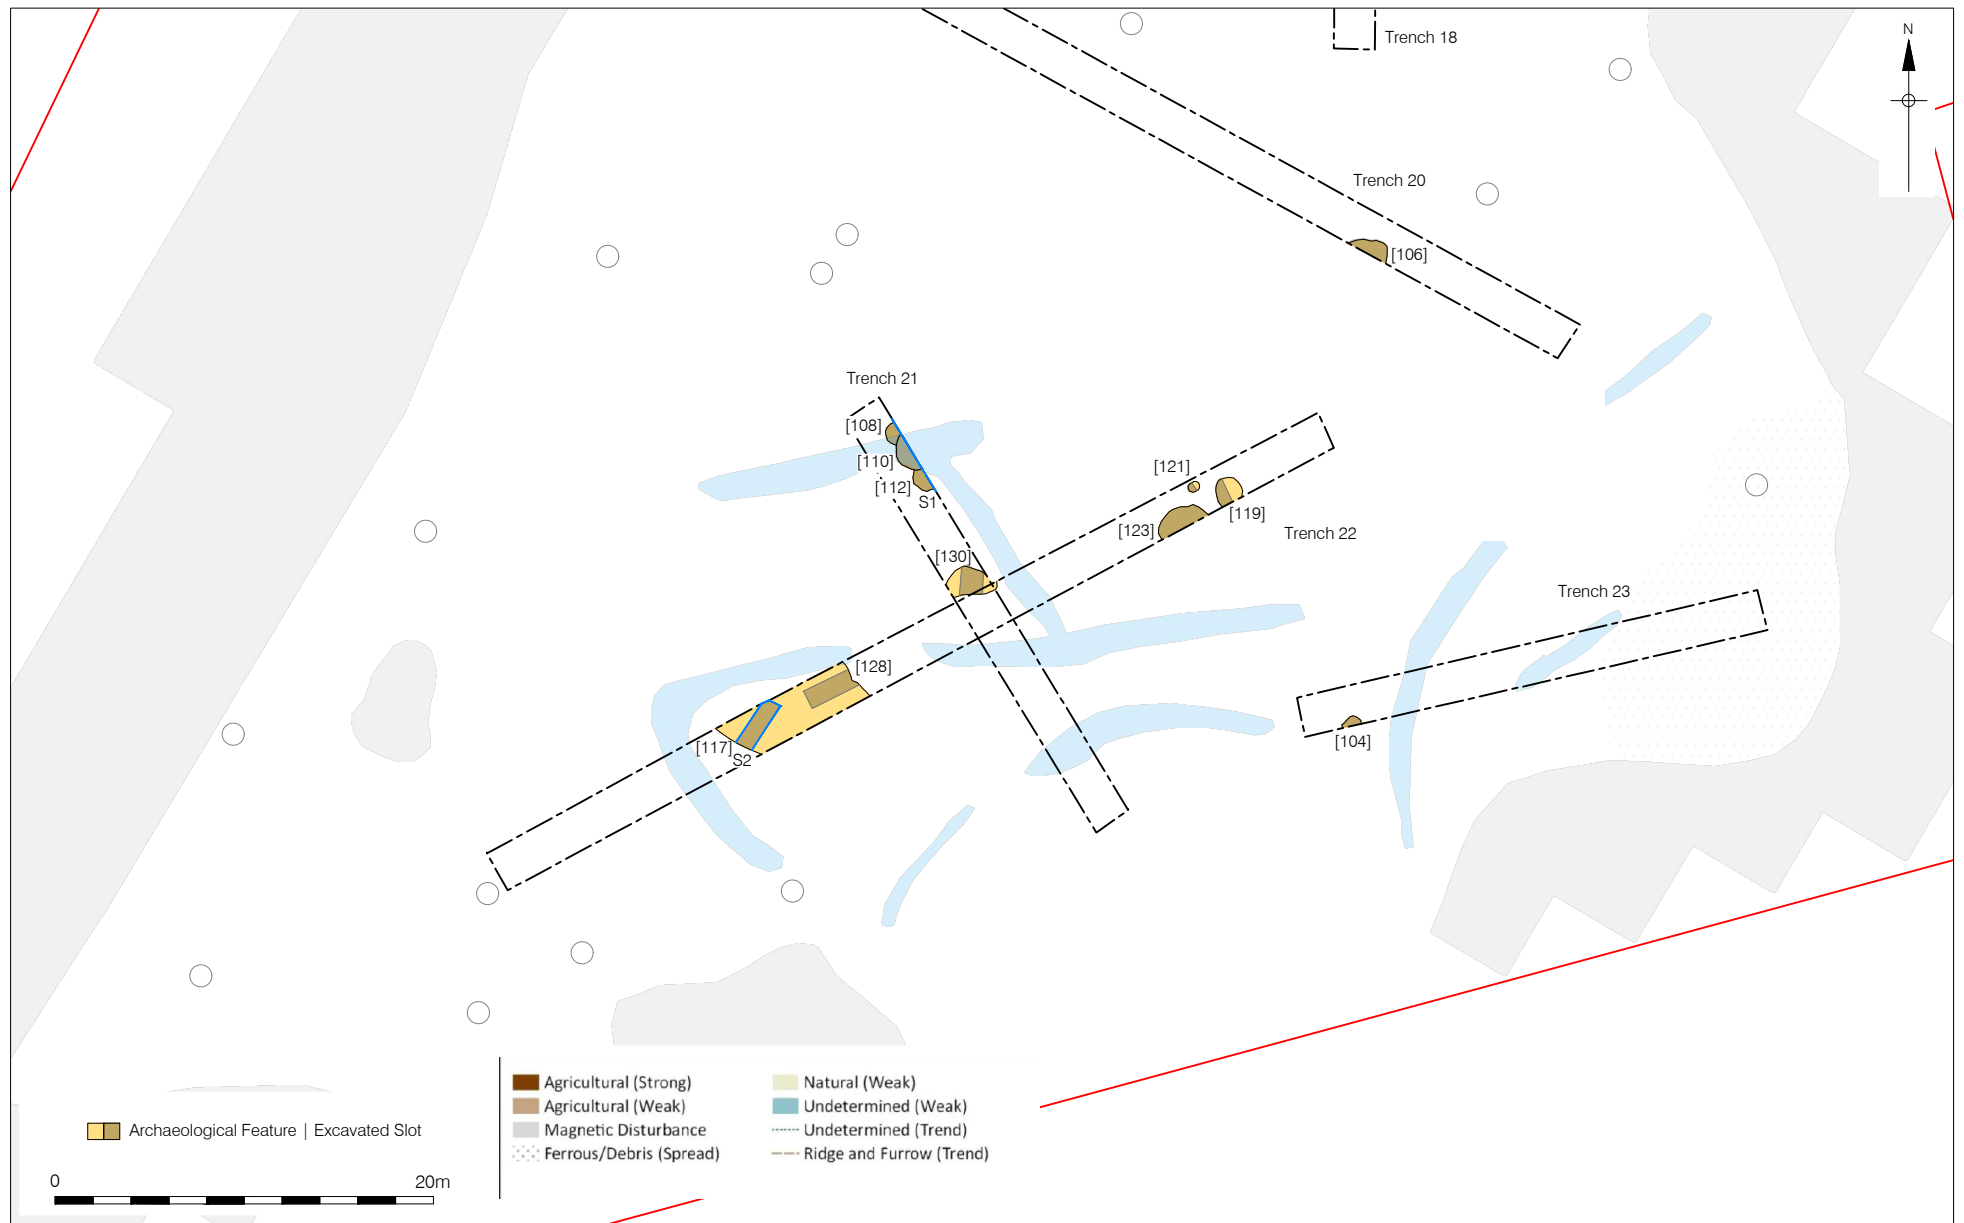 Trench 18
N
Trench 20
[106]
Trench 21
[108]
[110]
[112]
S1
[121]
[119]
[123]
Trench 22
[130]
Trench 23
[128]
[117]
S2
[104]
Agricultural (Strong)
Natural (Weak)
Agricultural (Weak)
Undetermined (Weak)
Archaeological Feature | Excavated Slot
Magnetic Disturbance
Undetermined (Trend)
Ferrous/Debris (Spread)
Ridge and Furrow (Trend)
0
20m